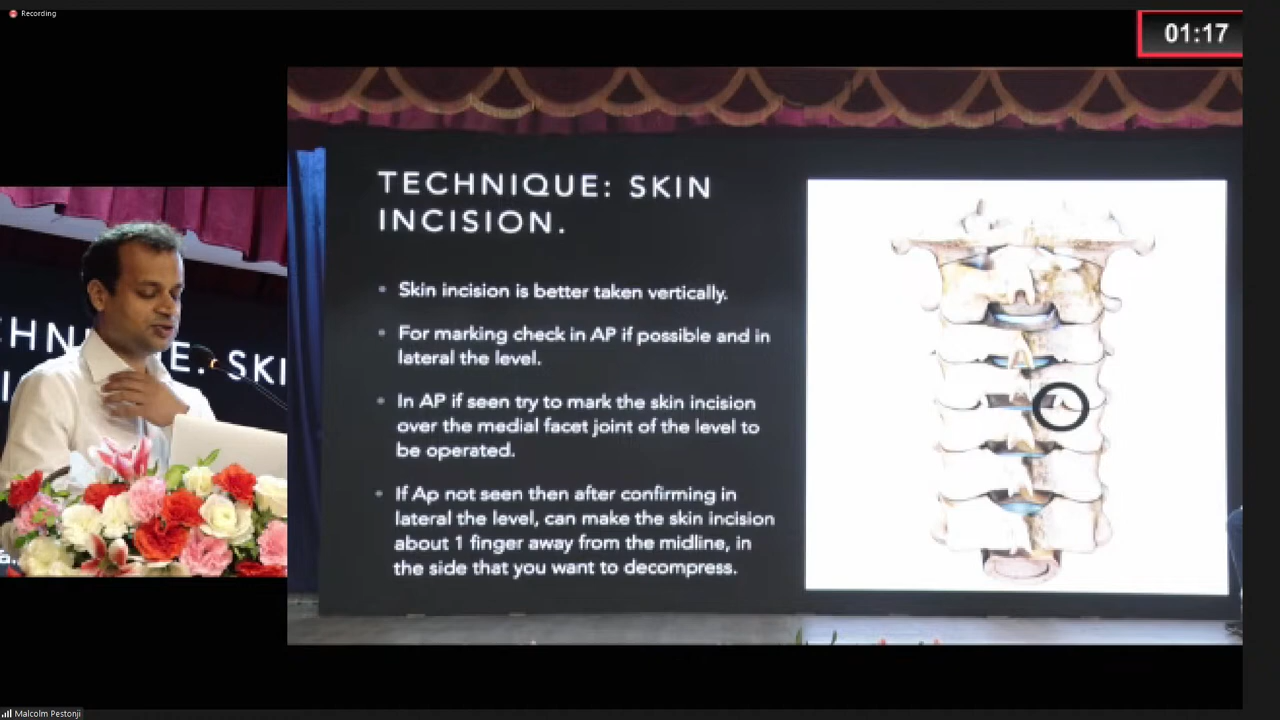 Recording
01:17
TECHNIQUE: SKIN
INCISION.
Skin incision is better taken vertically.
For marking check in AP if possible and in
lateral the level.
In AP if seen try to mark the skin incision
over the medial facet joint of the level to
be operated.
If Ap not seen then after confirming in
lateral the level, can make the skin incision
about 1 finger away from the midline, in
the side that you want to decompress.
Malcolm Pestonji